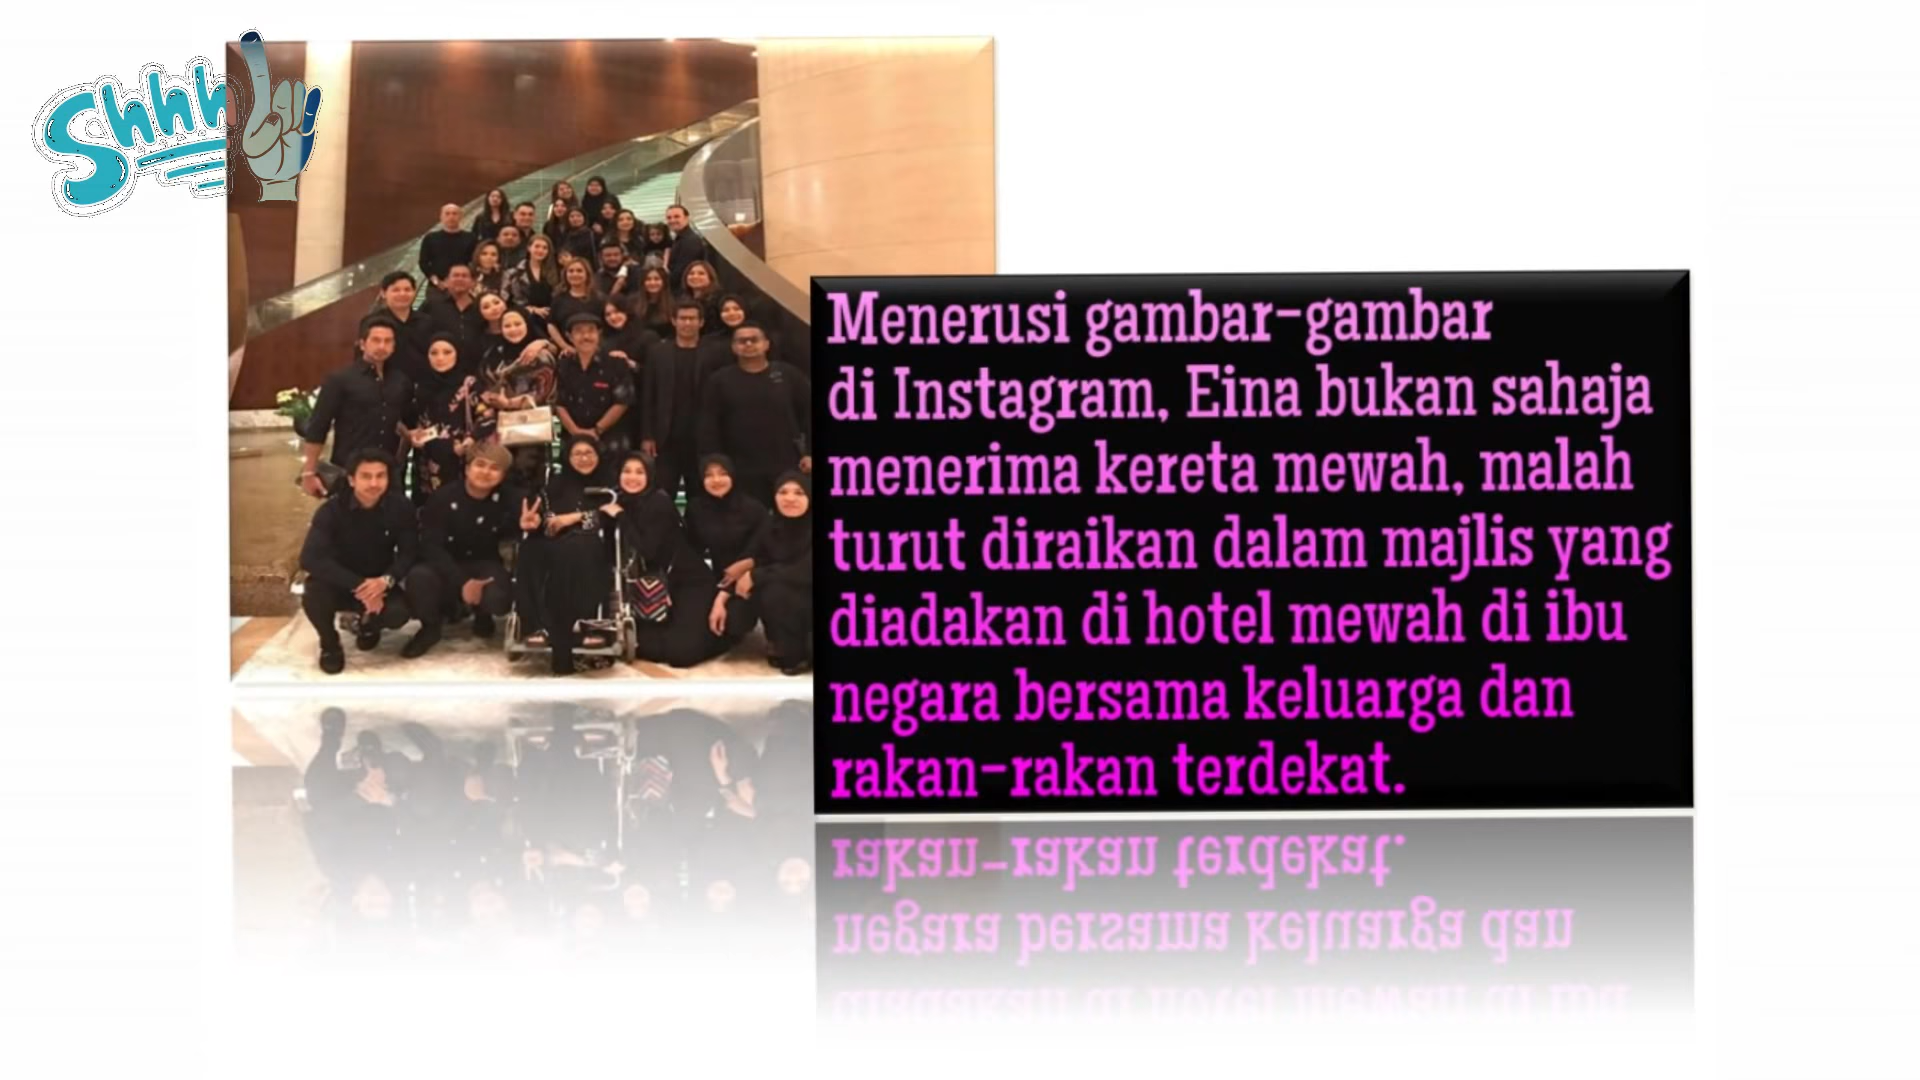 Shhh
Menerusi gambar-gambar
di Instagram, Eina bukan sahaja
menerima kereta mewah, malah
turut diraikan dalam majlis yang
diadakan di hotel mewah di ibu
negara bersama keluarga dan
rakan-rakan terdekat.